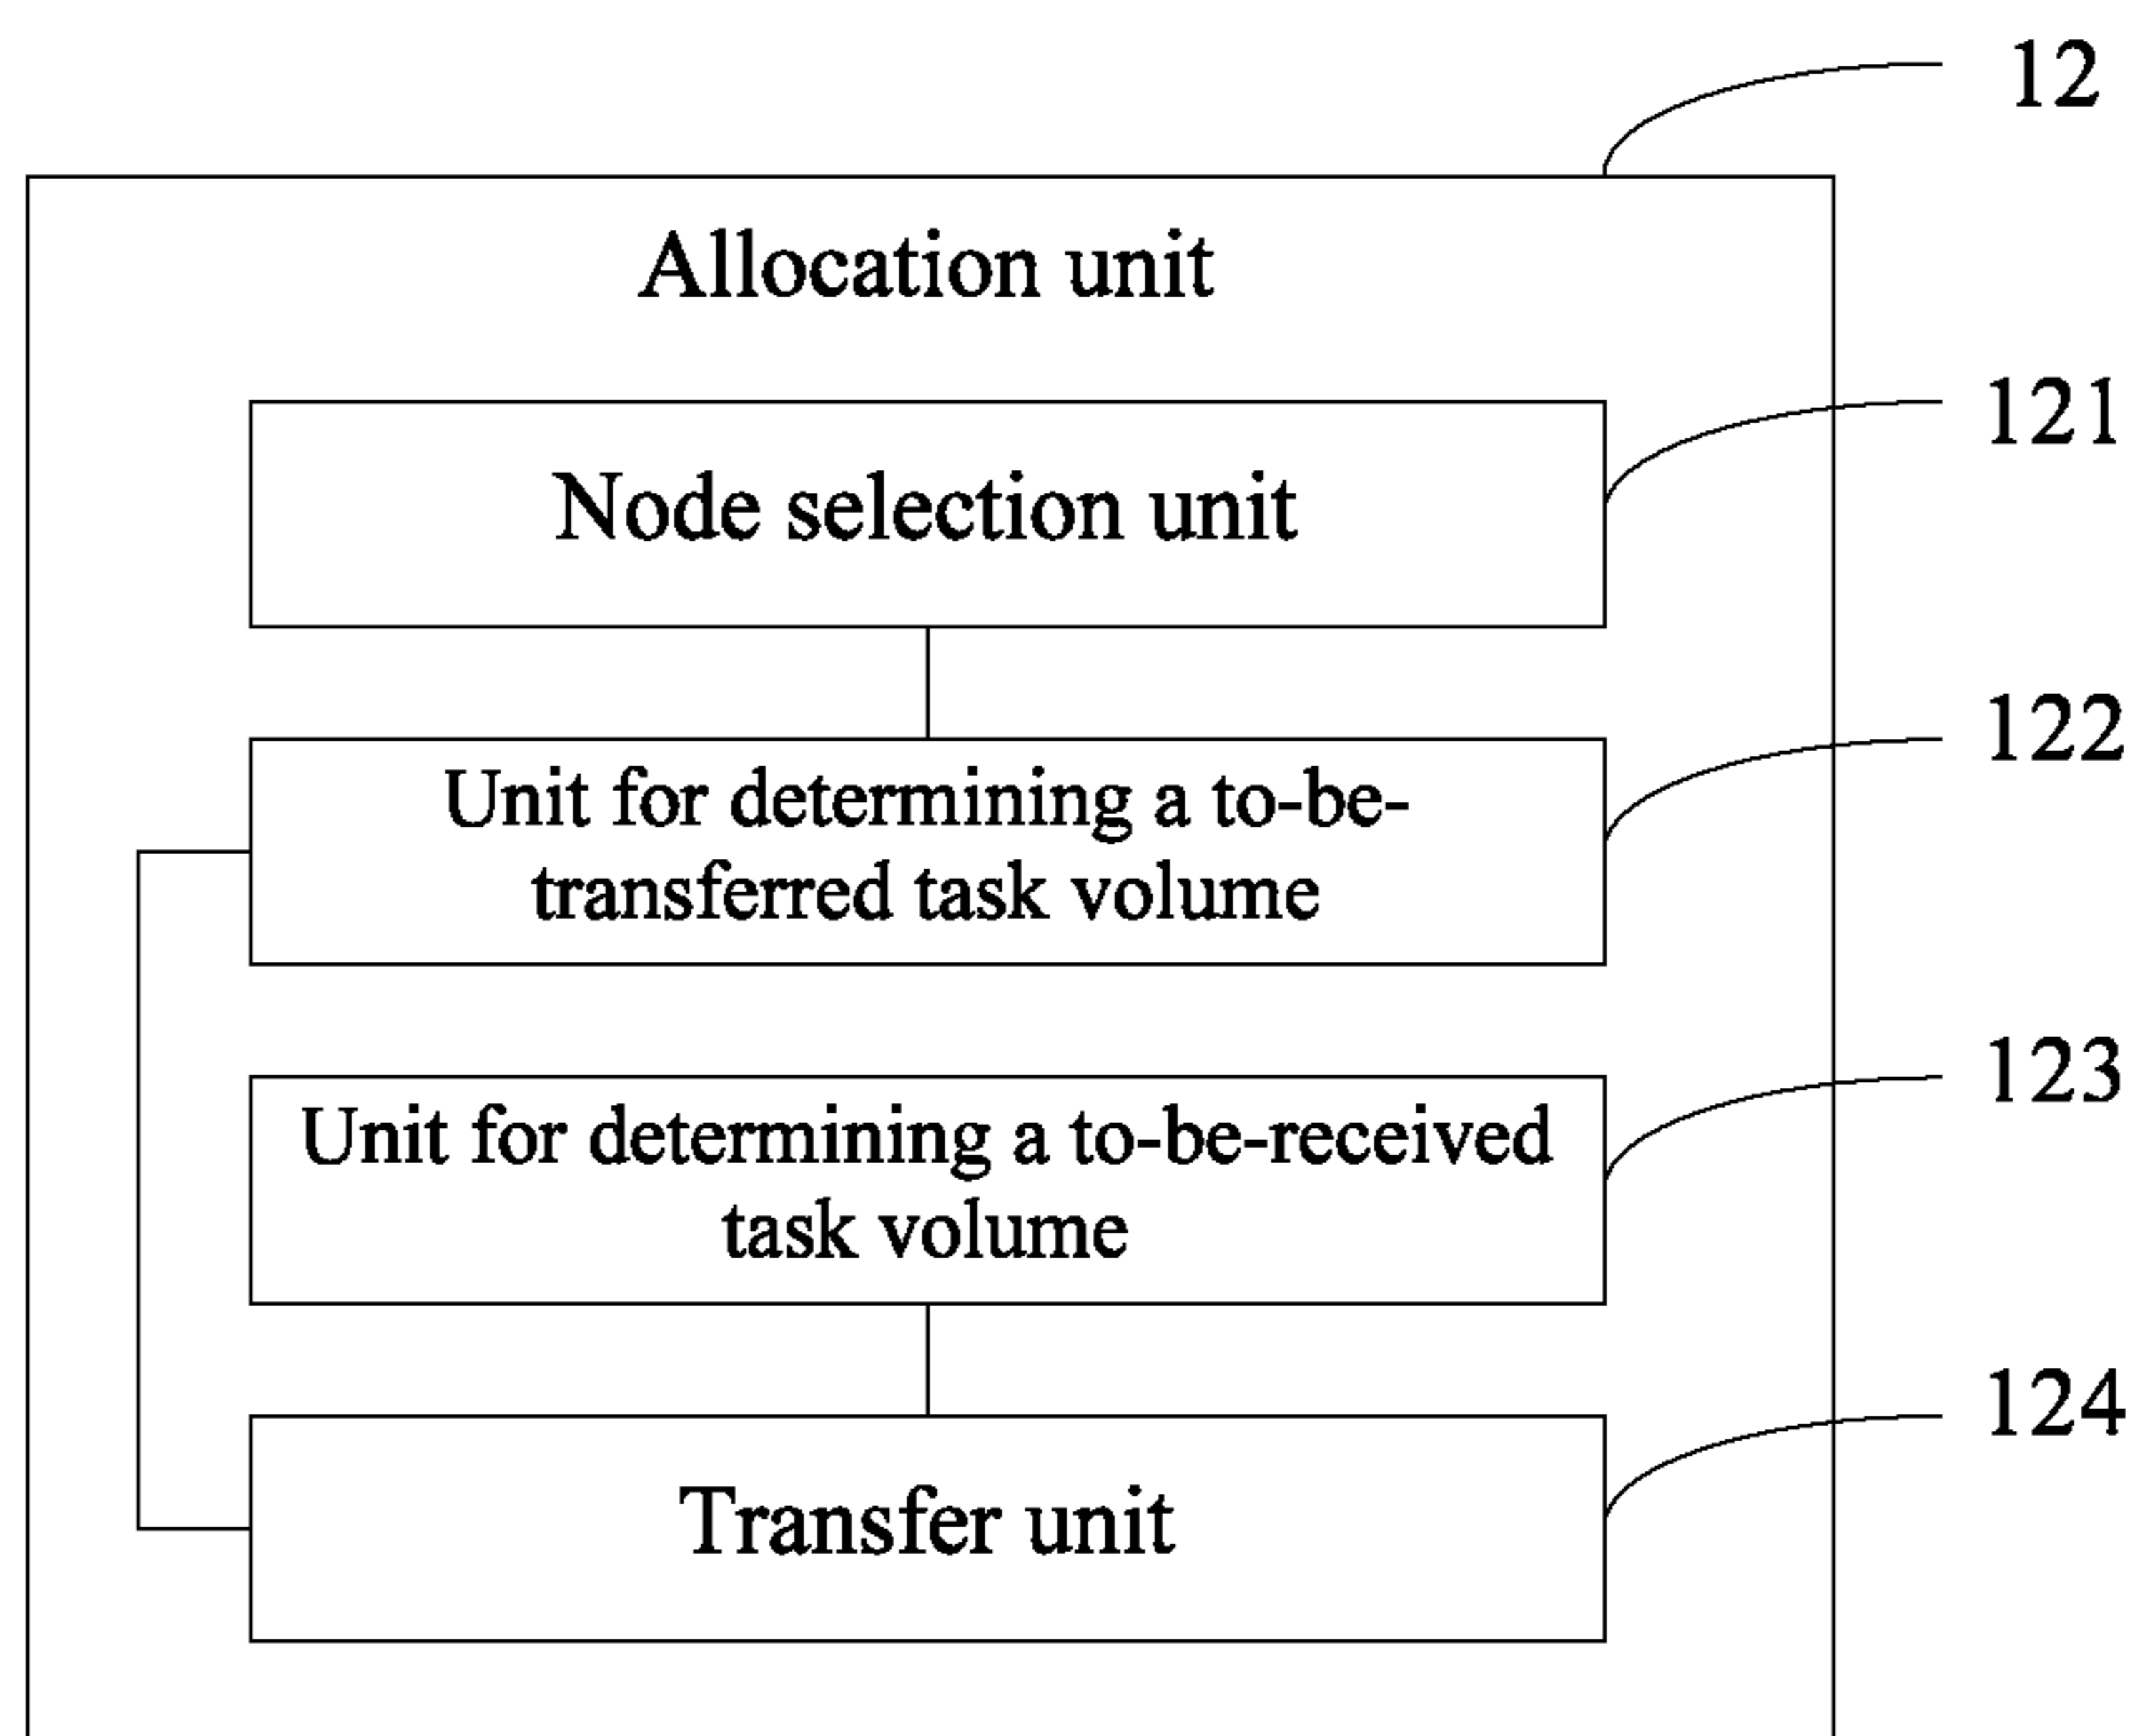 12
Allocation unit
121
Node selection unit
122
Unit for determining a to-be-
transferred task volume
123
Unit for determining a to-be-received
task volume
124
Transfer unit